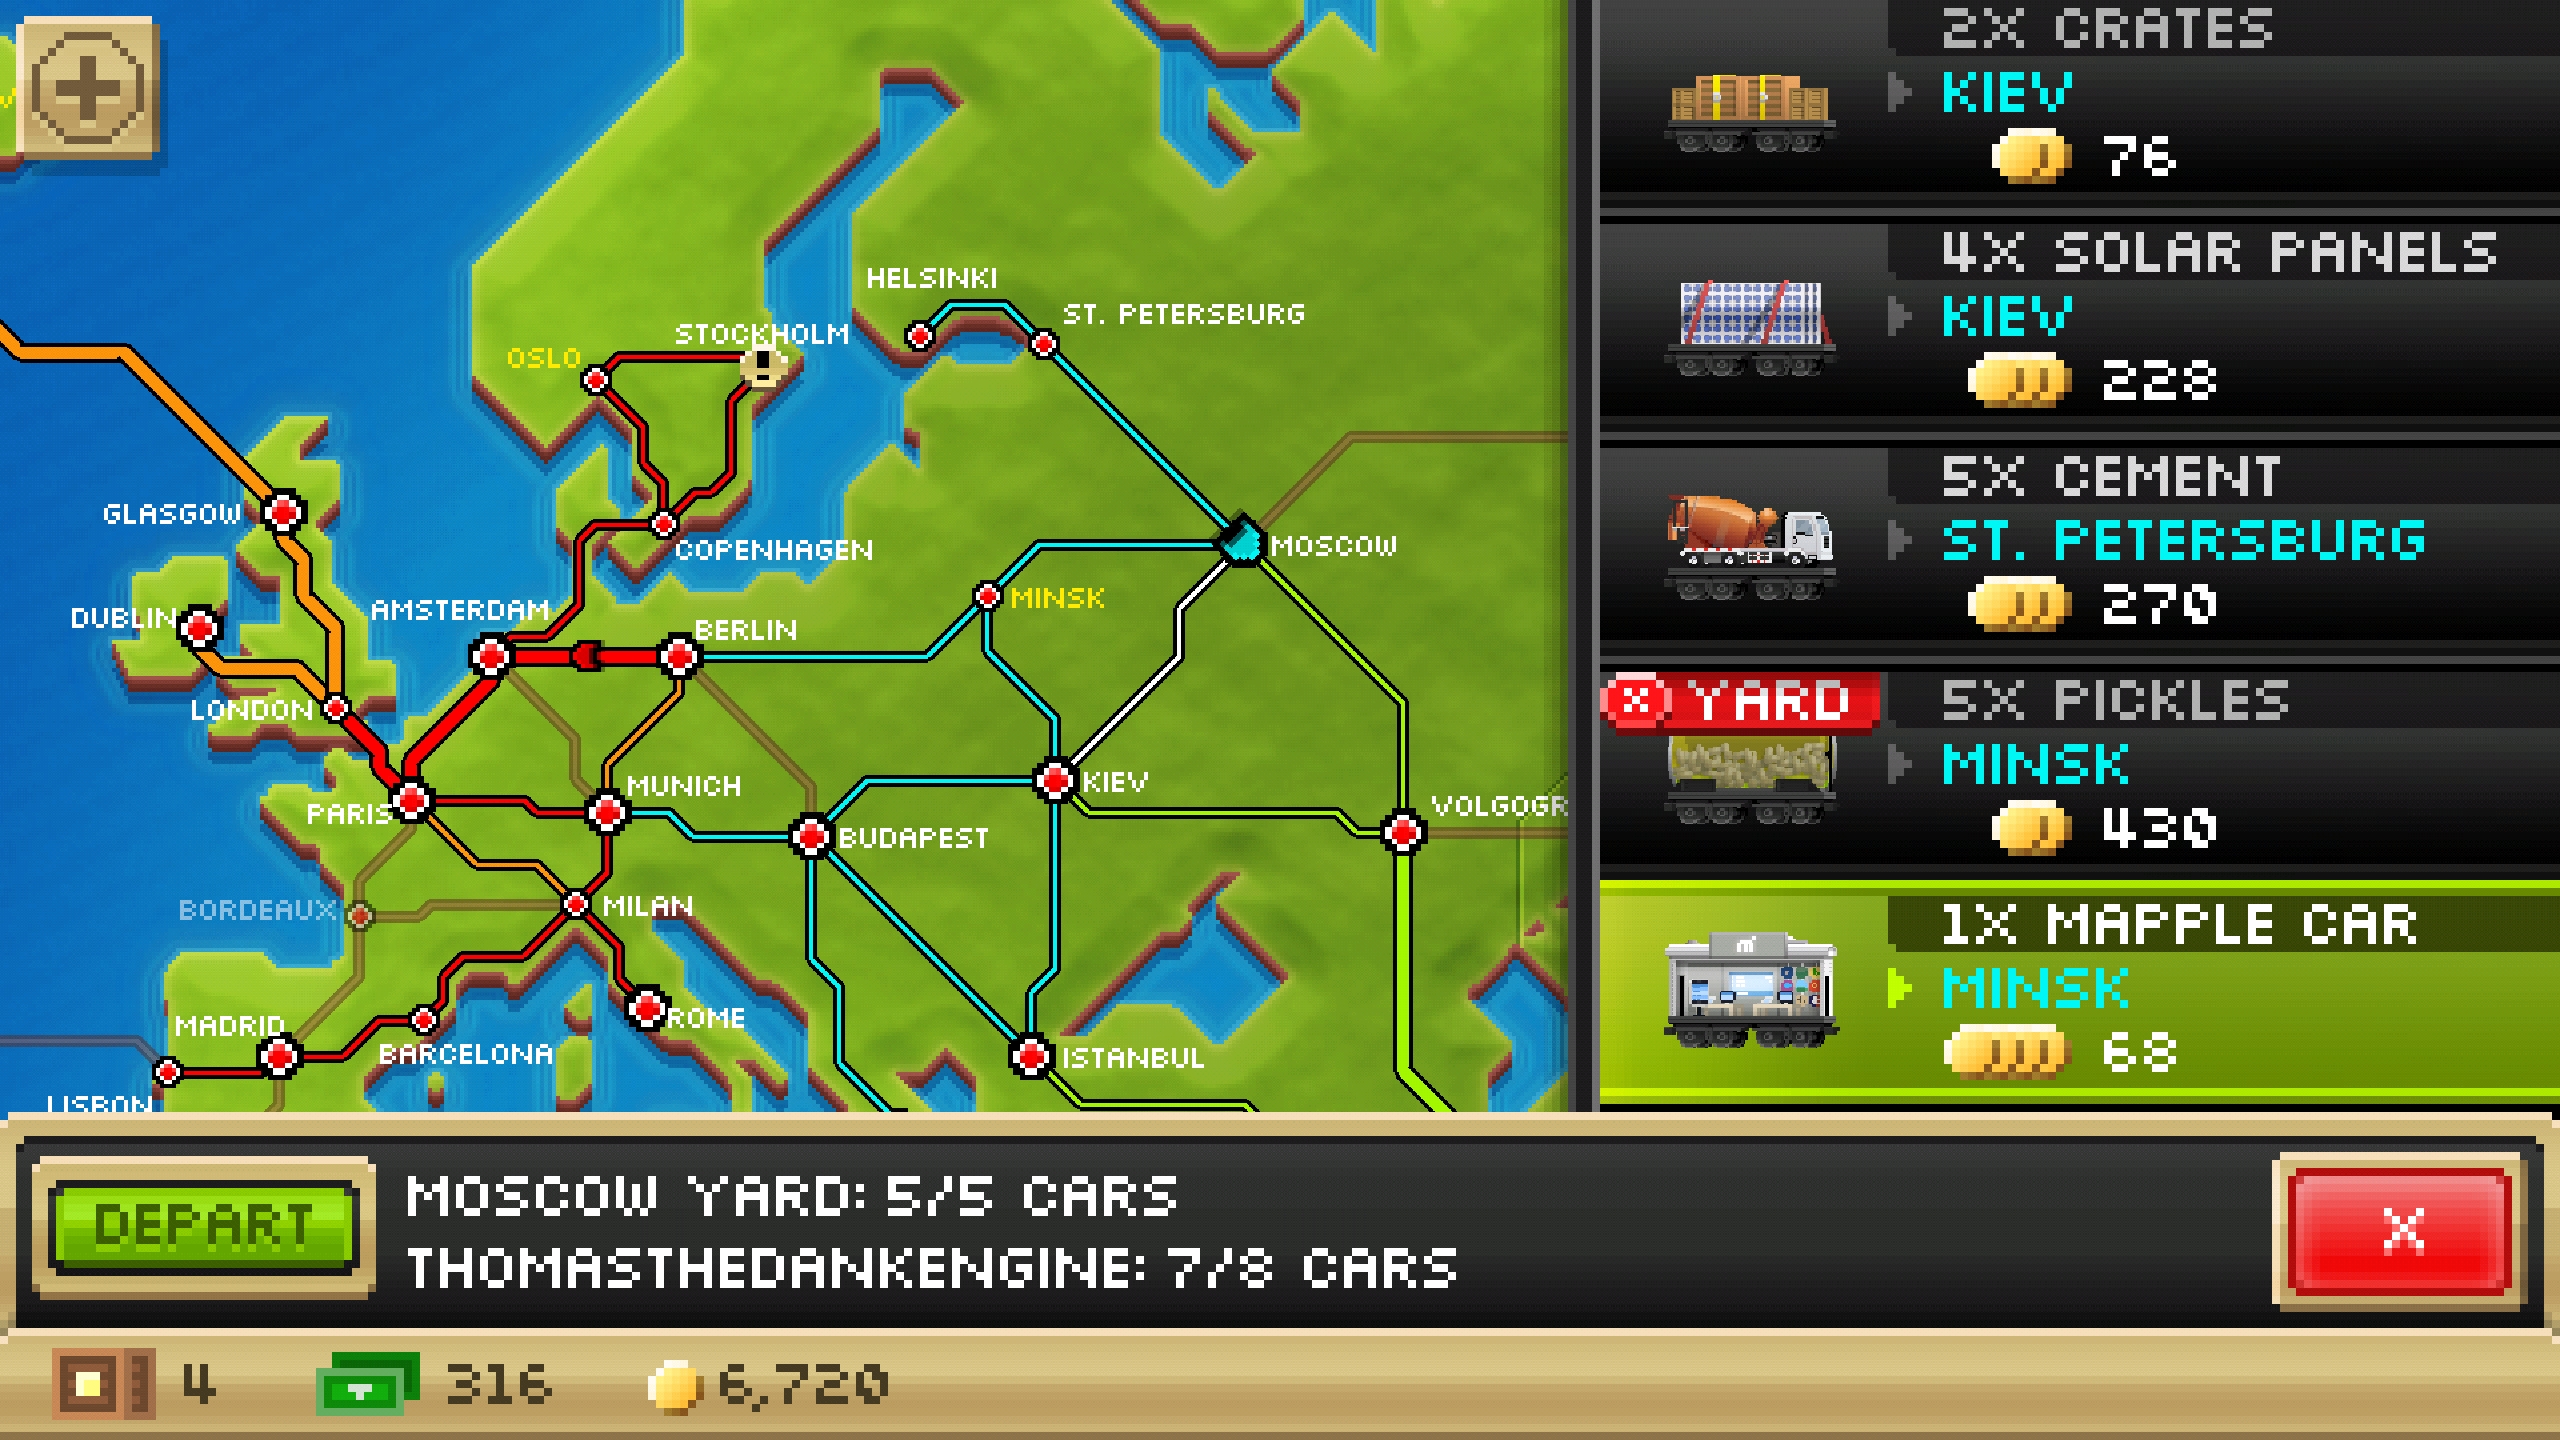 HELSINKI
ST. PETERSBURG
STOCKHOLM
OSLO
GLASGOW
MOSCOW
COPENHAGEN
MINSK
AMSTERDAM
DUBLIN
BERLIN
LONDON
MUNICH
KIEV
PARIS
VOLGOGR
BUDAPEST
BORDEAUX
MILAN
MADRID
ROME
BARCELONA
ISTANBUL
LISBON
2X CRATES
KIEV
76
4X SOLAR PANELS
KIEV
228
5X CEMENT
ST. PETERSBURG
270
X YARD
5X PICKLES
MINSK
430
1X MAPPLE CAR
m
MINSK
68
DEPART
MOSCOW YARD: 5/5 CARS
THOMASTHEDANKENGINE: 7/8 CARS
X
4
316
6,720